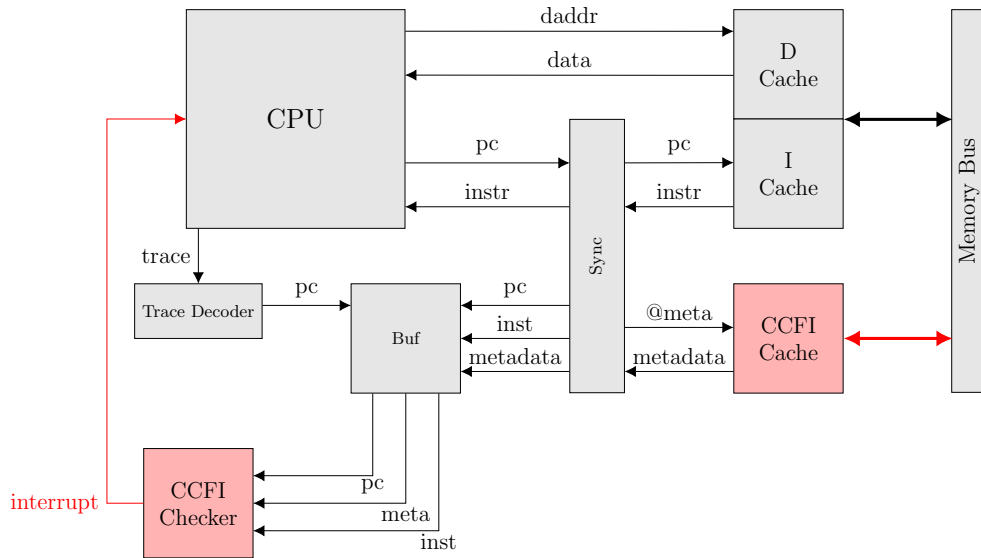 daddr
D
Cache
data
CPU
pc
pc
I
Cache
instr
instr
Memory Bus
Sync
trace
Trace Decoder
pc
Buf
pc
inst
metadata
@meta
metadata
CCFI
Cache
pc
meta
inst
CCFI
Checker
interrupt